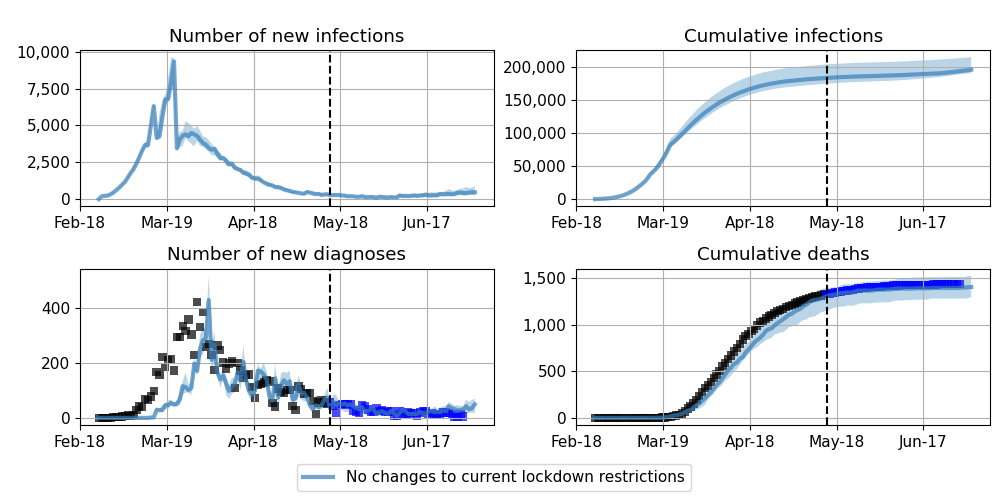 Number of new infections
10,000
7,500
5,000
2,500
0
Feb-18 Mar-19 Apr-18 May-18 Jun-17
Cumulative infections
200,000
150,000
100,000
50,000
0
Feb-18 Mar-19 Apr-18 May-18 Jun-17
Number of new diagnoses
400
200
0
Feb-18 Mar-19 Apr-18 May-18 Jun-17
Cumulative deaths
1,500
1,000
500
0
Feb-18 Mar-19 Apr-18 May-18 Jun-17
No changes to current lockdown restrictions